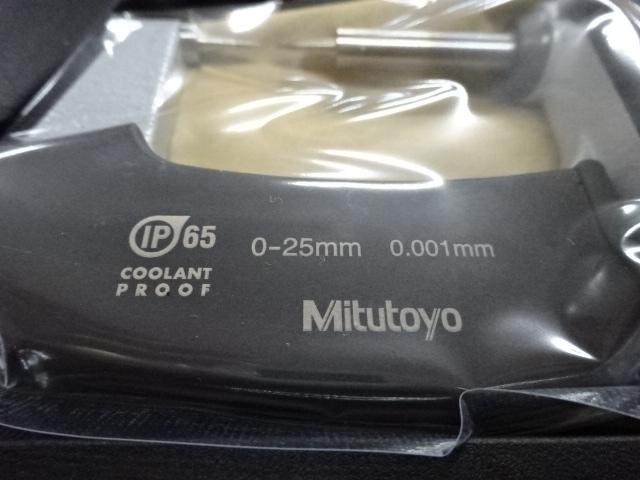 IP65 0-25mm 0.001mm
COOLANT
PROOF
Mitutoyo